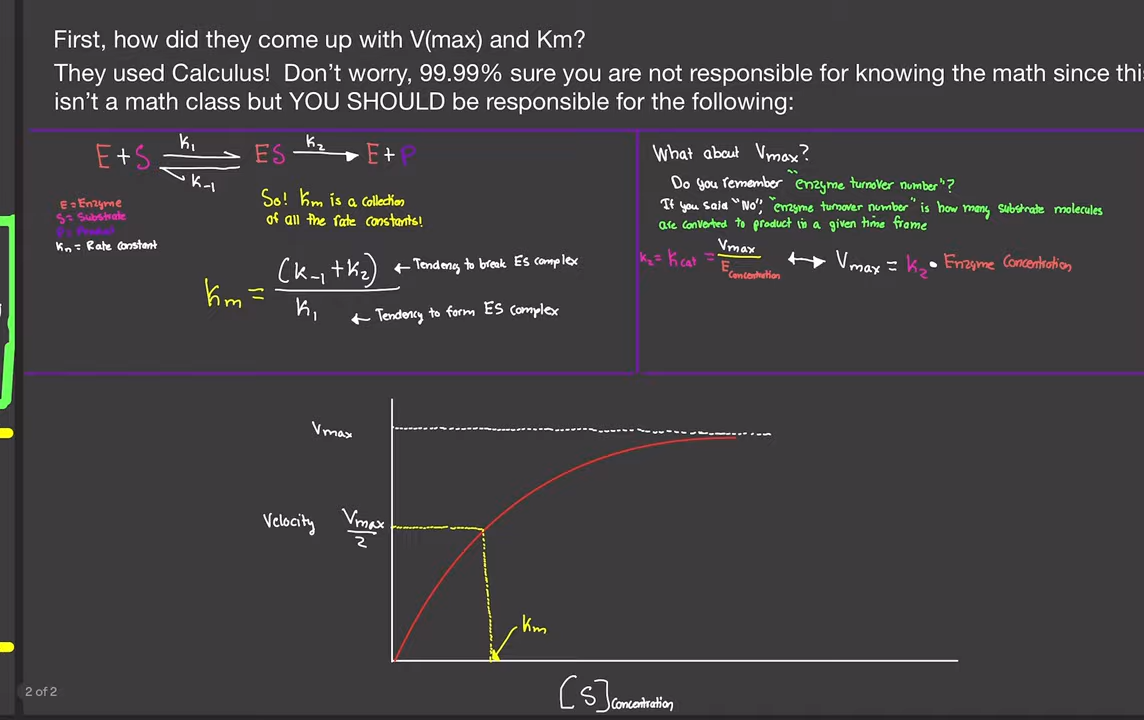 First, how did they come up with V(max) and Km?
They used Calculus! Don't worry, 99.99% sure you are not responsible for knowing the math since thi
isn't a math class but YOU SHOULD be responsible for the following:
E + S k₁ k₋₁ ES k₂ E + P
E = Enzyme
S = Substrate
P = Product
Kn = Rate constant
So! Km is a collection
of all the rate constants!
Km = (k₋₁ + k₂) / k₁
← Tendency to break ES complex
← Tendency to form ES complex
What about Vmax?
Do you remember "enzyme turnover number"?
If you said "No", "enzyme turnover number" is how many substrate molecules
are converted to product in a given time frame
k₂ = Kcat = Vmax / E concentration ↔ Vmax = k₂ • Enzyme Concentration
Vmax
Velocity Vmax / 2
Km
[S] concentration
2 of 2